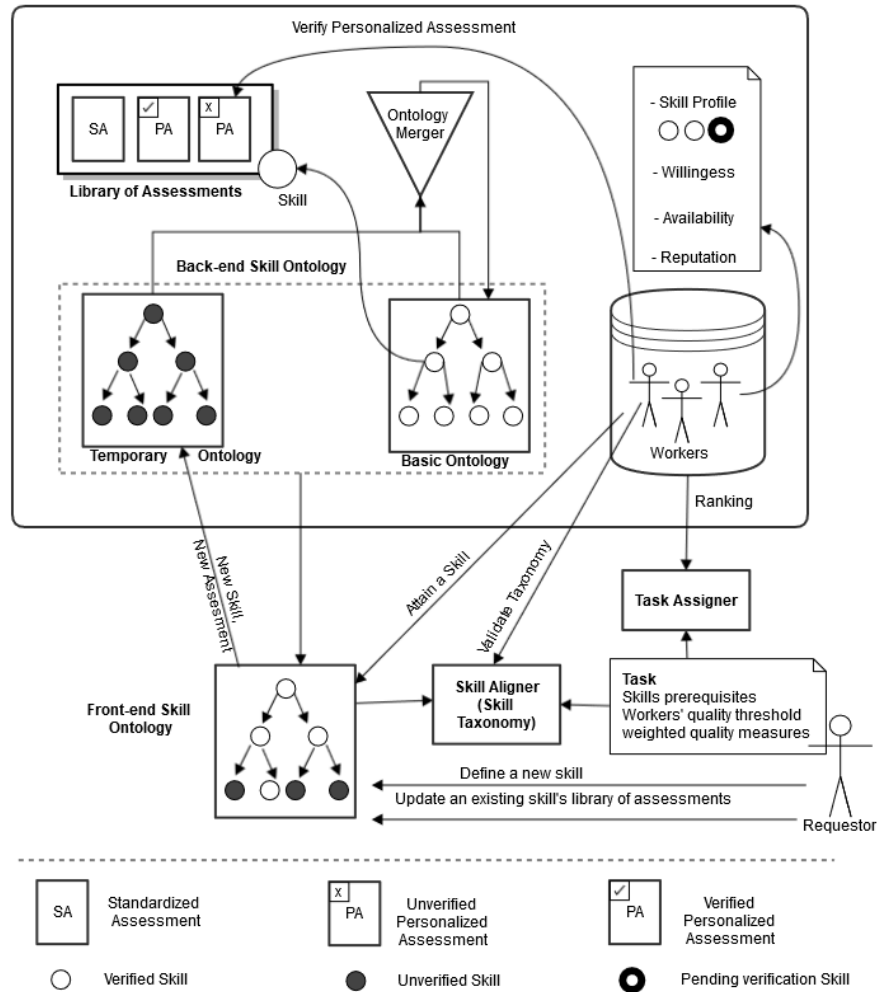 Verify Personalized Assessment
SA
✓
PA
x
PA
Library of Assessments
Skill
Ontology
Merger
- Skill Profile
- Willingess
- Availability
- Reputation
Back-end Skill Ontology
Temporary Ontology
Basic Ontology
Workers
Ranking
New Skill,
New Assesment
Attain a Skill
Validate Taxonomy
Task Assigner
Front-end Skill
Ontology
Skill Aligner
(Skill
Taxonomy)
Task
Skills prerequisites
Workers' quality threshold
weighted quality measures
Define a new skill
Update an existing skill's library of assessments
Requestor
SA
Standardized
Assessment
x
PA
Unverified
Personalized
Assessment
✓
PA
Verified
Personalized
Assessment
Verified Skill
Unverified Skill
Pending verification Skill